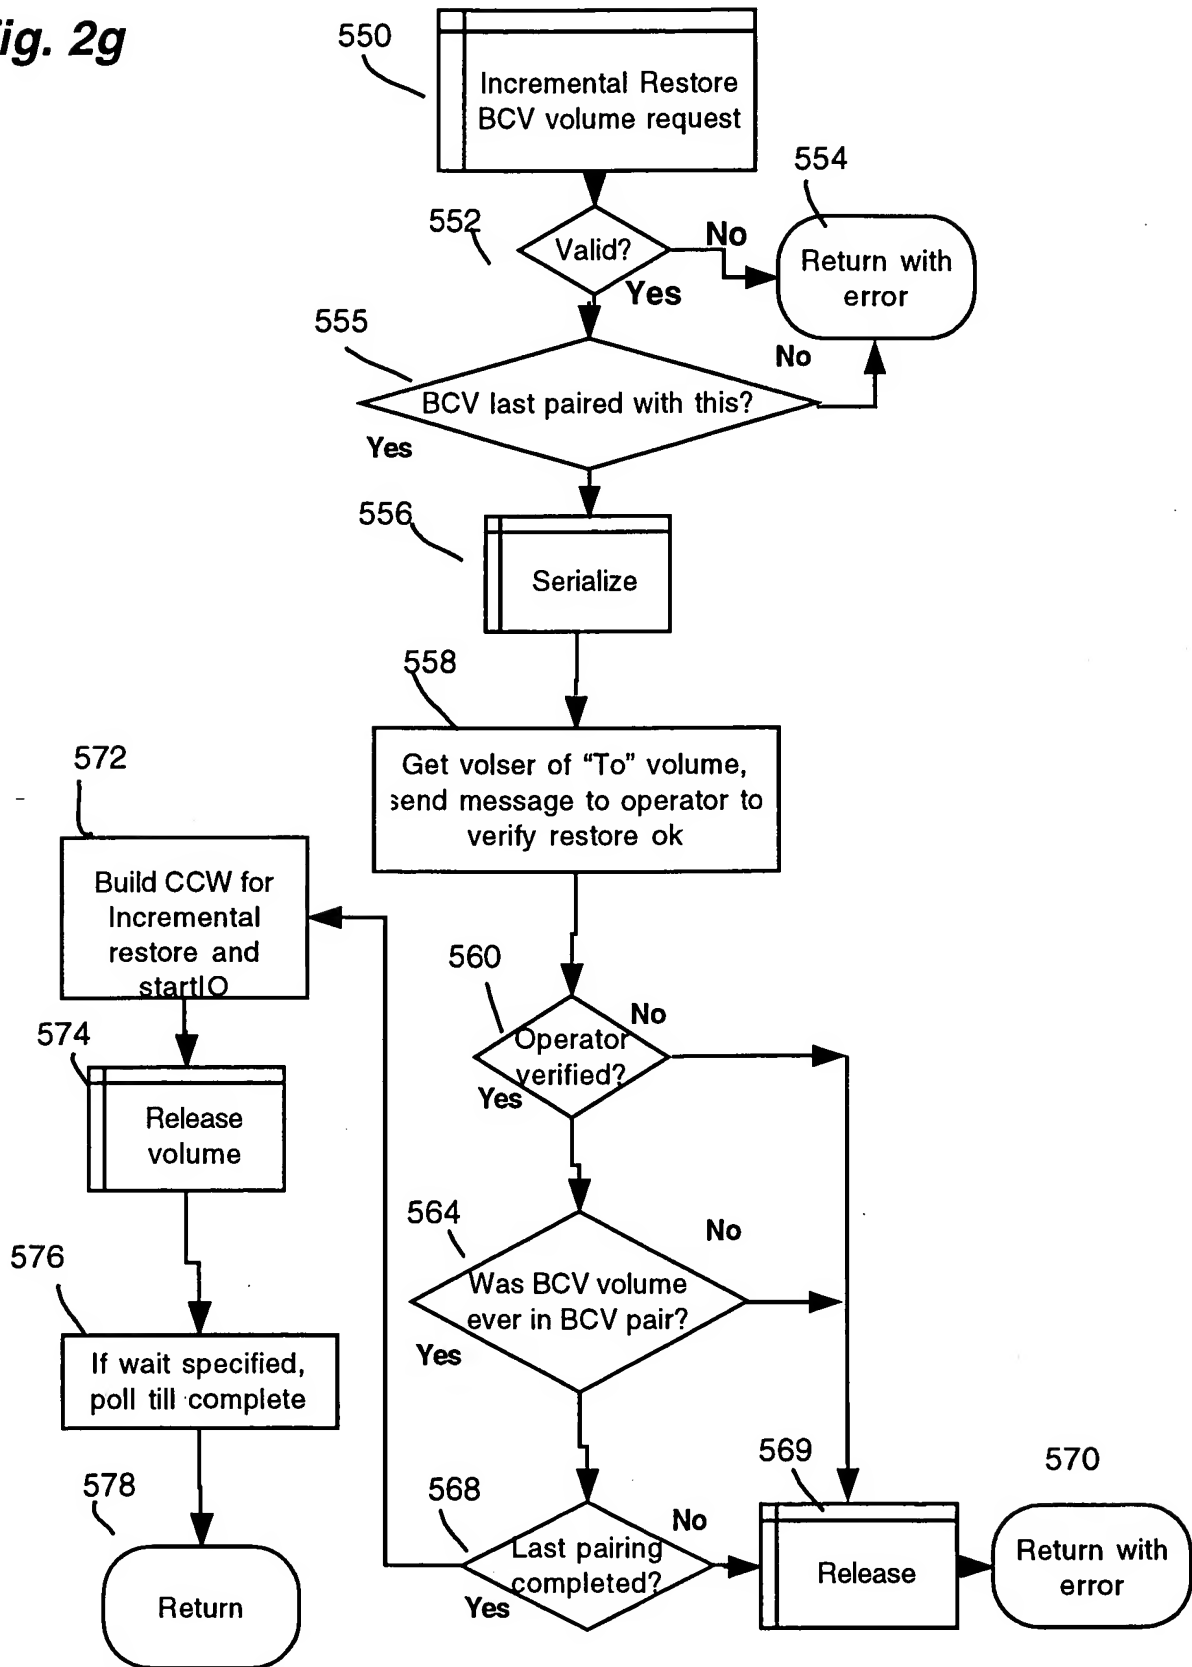 ig. 2g
550
Incremental Restore
BCV volume request
554
552
Valid?
No
Return with
error
Yes
555
No
BCV last paired with this?
Yes
556
Serialize
558
Get volser of “To” volume,
send message to operator to
verify restore ok
572
Build CCW for
Incremental
restore and
startIO
560
No
Operator
verified?
Yes
574
Release
volume
564
No
Was BCV volume
ever in BCV pair?
Yes
576
If wait specified,
poll till complete
569
570
578
568
No
Last pairing
completed?
Yes
Release
Return with
error
Return